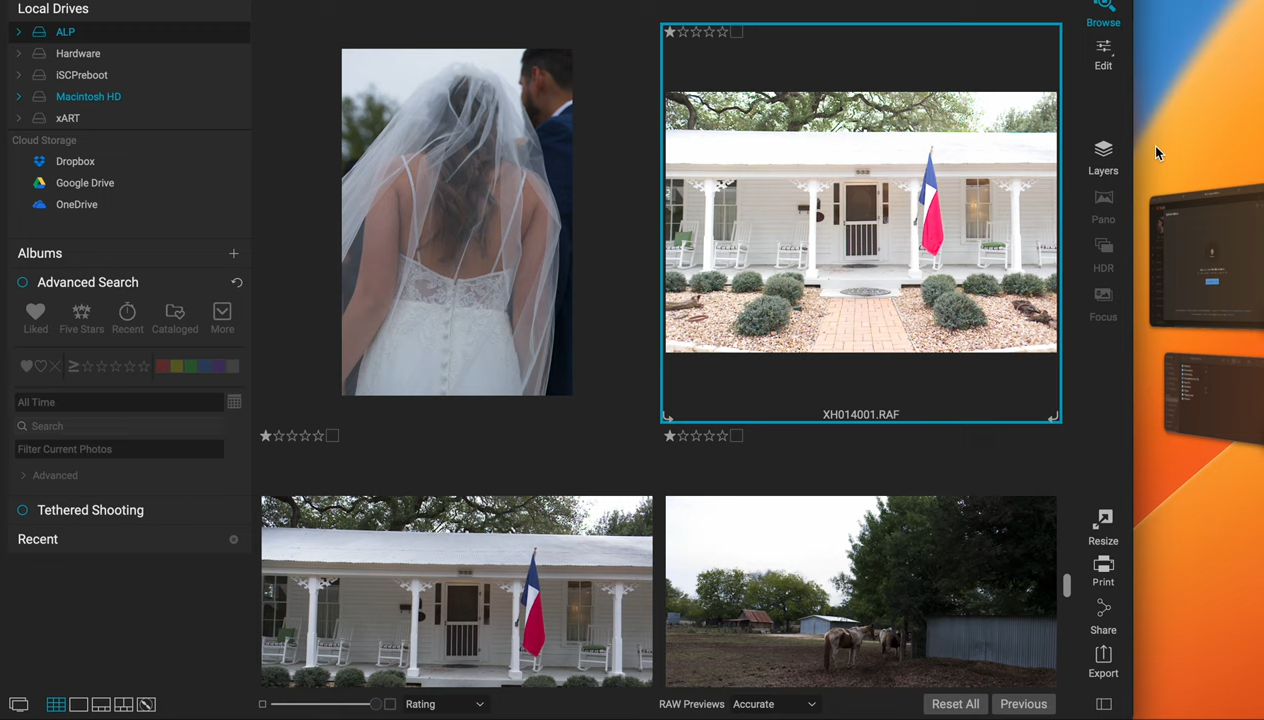 Local Drives
ALP
Hardware
iSCPreboot
Macintosh HD
xART
Cloud Storage
Dropbox
Google Drive
OneDrive
Albums
Advanced Search
Liked
Five Stars
Recent
Cataloged
More
All Time
Search
Filter Current Photos
Advanced
Tethered Shooting
Recent
XH014001.RAF
Rating
RAW Previews
Accurate
Reset All
Previous
Browse
Edit
Layers
Pano
HDR
Focus
Resize
Print
Share
Export